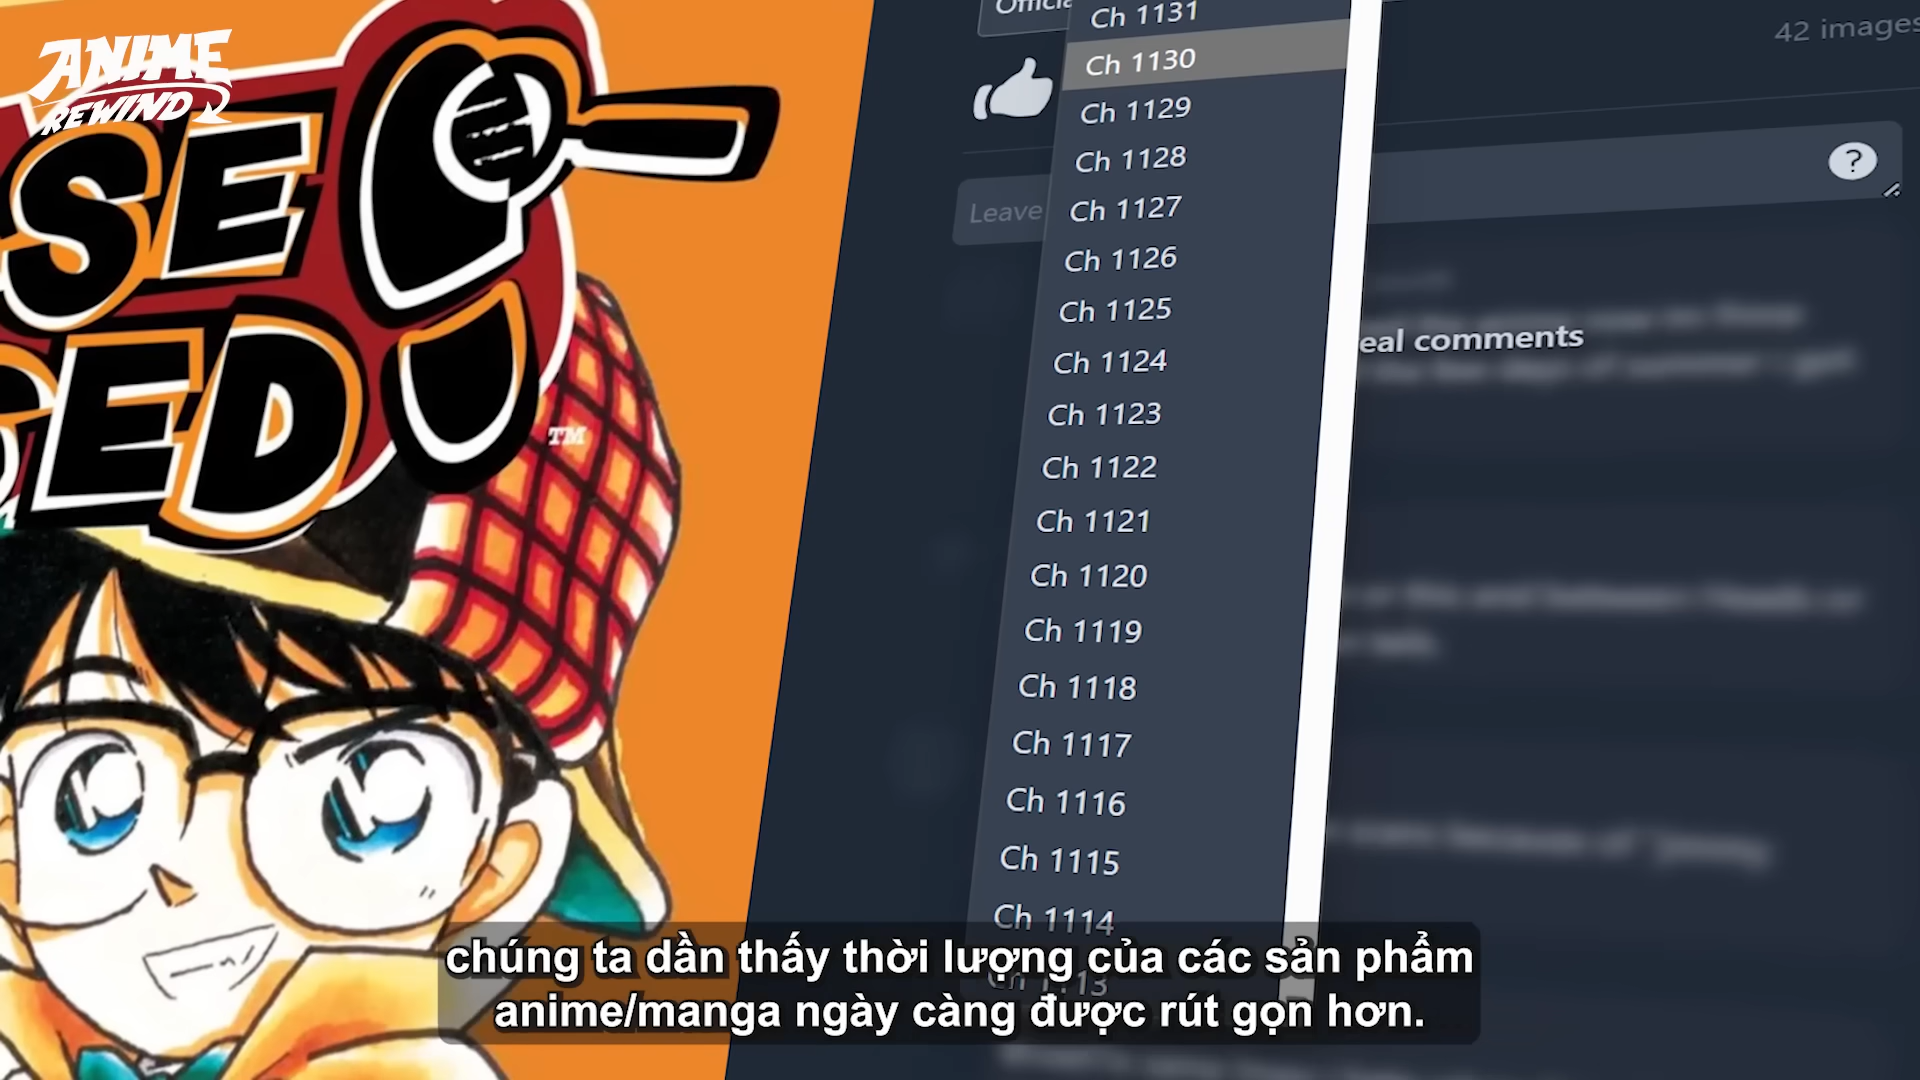 ANIME
REWIND
SE
ED
TM
Ch 1131
Ch 1130
Ch 1129
Ch 1128
Ch 1127
Ch 1126
Ch 1125
Ch 1124
Ch 1123
Ch 1122
Ch 1121
Ch 1120
Ch 1119
Ch 1118
Ch 1117
Ch 1116
Ch 1115
Ch 1114
Ch 1113
42 images
Leave
?
eal comments
chúng ta dần thấy thời lượng của các sản phẩm
anime/manga ngày càng được rút gọn hơn.